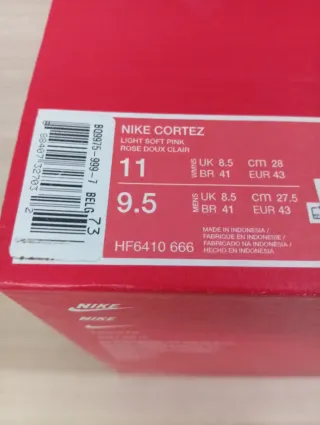 NIKE CORTEZ
LIGHT SOFT PINK
ROSE DOUX CLAIR
11 WMNS UK 8.5 cm 28
BR 41 EUR 43
9.5 MENS UK 8.5 cm 27.5
BR 41 EUR 43
HF6410 666
MADE IN INDONESIA /
FABRIQUE EN INDONESIE /
FABRICADO NA INDONESIA /
HECHO EN INDONESIA
BELG 73
NIKE
NIKE